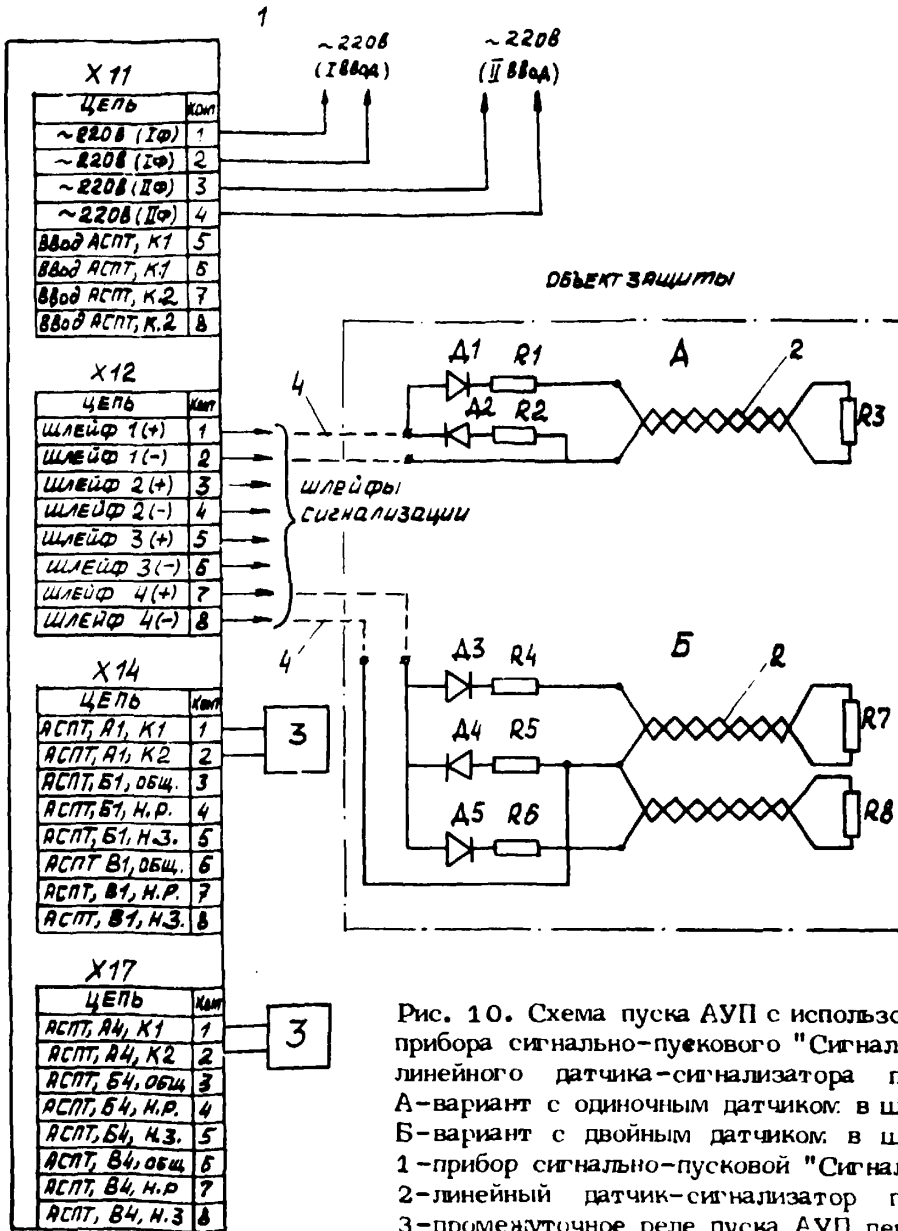 1
~220в
(I ввод)
~220в
(II ввод)
X11
ЦЕПЬ Конт
~220в (Iф) 1
~220в (Iф) 2
~220в (IIф) 3
~220в (IIф) 4
Ввод АСПТ, К1 5
Ввод АСПТ, К1 6
Ввод АСПТ, К.2 7
Ввод АСПТ, К.2 8
ОБЪЕКТ ЗАЩИТЫ
X12
ЦЕПЬ Конт
ШЛЕЙФ 1(+) 1
ШЛЕЙФ 1(-) 2
ШЛЕЙФ 2(+) 3
ШЛЕЙФ 2(-) 4
ШЛЕЙФ 3(+) 5
ШЛЕЙФ 3(-) 6
ШЛЕЙФ 4(+) 7
ШЛЕЙФ 4(-) 8
шлейфы
сигнализации
4
4
А
2
Д1 R1
Д2 R2
R3
Б
2
Д3 R4
Д4 R5
Д5 R6
R7
R8
X14
ЦЕПЬ Конт
АСПТ, А1, К1 1
АСПТ, А1, К2 2
АСПТ, Б1, общ. 3
АСПТ, Б1, Н.Р. 4
АСПТ, Б1, Н.З. 5
АСПТ В1, ОБЩ. 6
АСПТ, В1, Н.Р. 7
АСПТ, В1, Н.З. 8
3
X17
ЦЕПЬ Конт
АСПТ, А4, К1 1
АСПТ, А4, К2 2
АСПТ, Б4, ОБЩ 3
АСПТ, Б4, Н.Р. 4
АСПТ, Б4, Н.З. 5
АСПТ, В4, ОБЩ 6
АСПТ, В4, Н.Р 7
АСПТ, В4, Н.З 8
3
Рис. 10. Схема пуска АУП с использо
прибора сигнально-пускового "Сигнал
линейного датчика-сигнализатора п
А-вариант с одиночным датчиком в ш
Б-вариант с двойным датчиком в ш
1-прибор сигнально-пусковой "Сигнал
2-линейный датчик-сигнализатор п
3-промежуточное реле пуска АУП пер